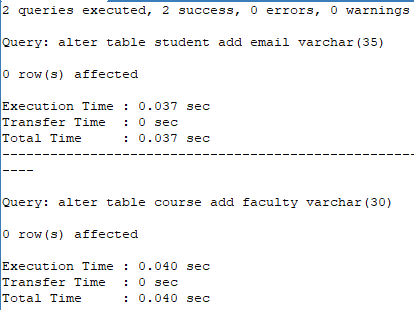 2 queries executed, 2 success, 0 errors, 0 warnings
Query: alter table student add email varchar(35)
0 row(s) affected
Execution Time : 0.037 sec
Transfer Time  : 0 sec
Total Time     : 0.037 sec
---------------------------------------------------
----
Query: alter table course add faculty varchar(30)
0 row(s) affected
Execution Time : 0.040 sec
Transfer Time  : 0 sec
Total Time     : 0.040 sec